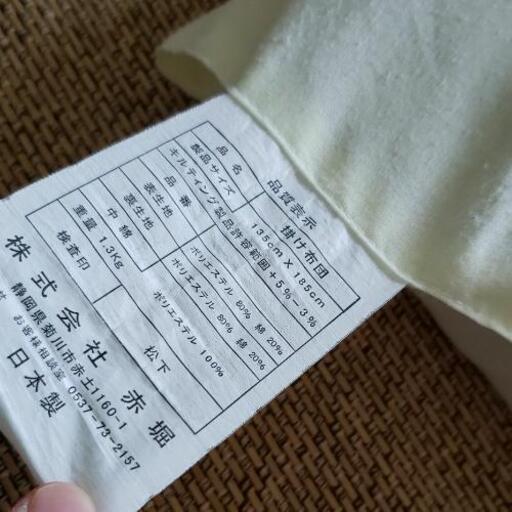 品質表示
品名 掛け布団
製品サイズ 135cm X 185cm
キルティング製品許容範囲 +5% -3%
品番
表生地 ポリエステル 80% 綿 20%
裏生地 ポリエステル 80% 綿 20%
中綿 ポリエステル 100%
重量 1.3Kg
検査印 松下
株式会社 赤堀
静岡県菊川市赤土1160-1
お客様相談室 0537-73-2157
日本製